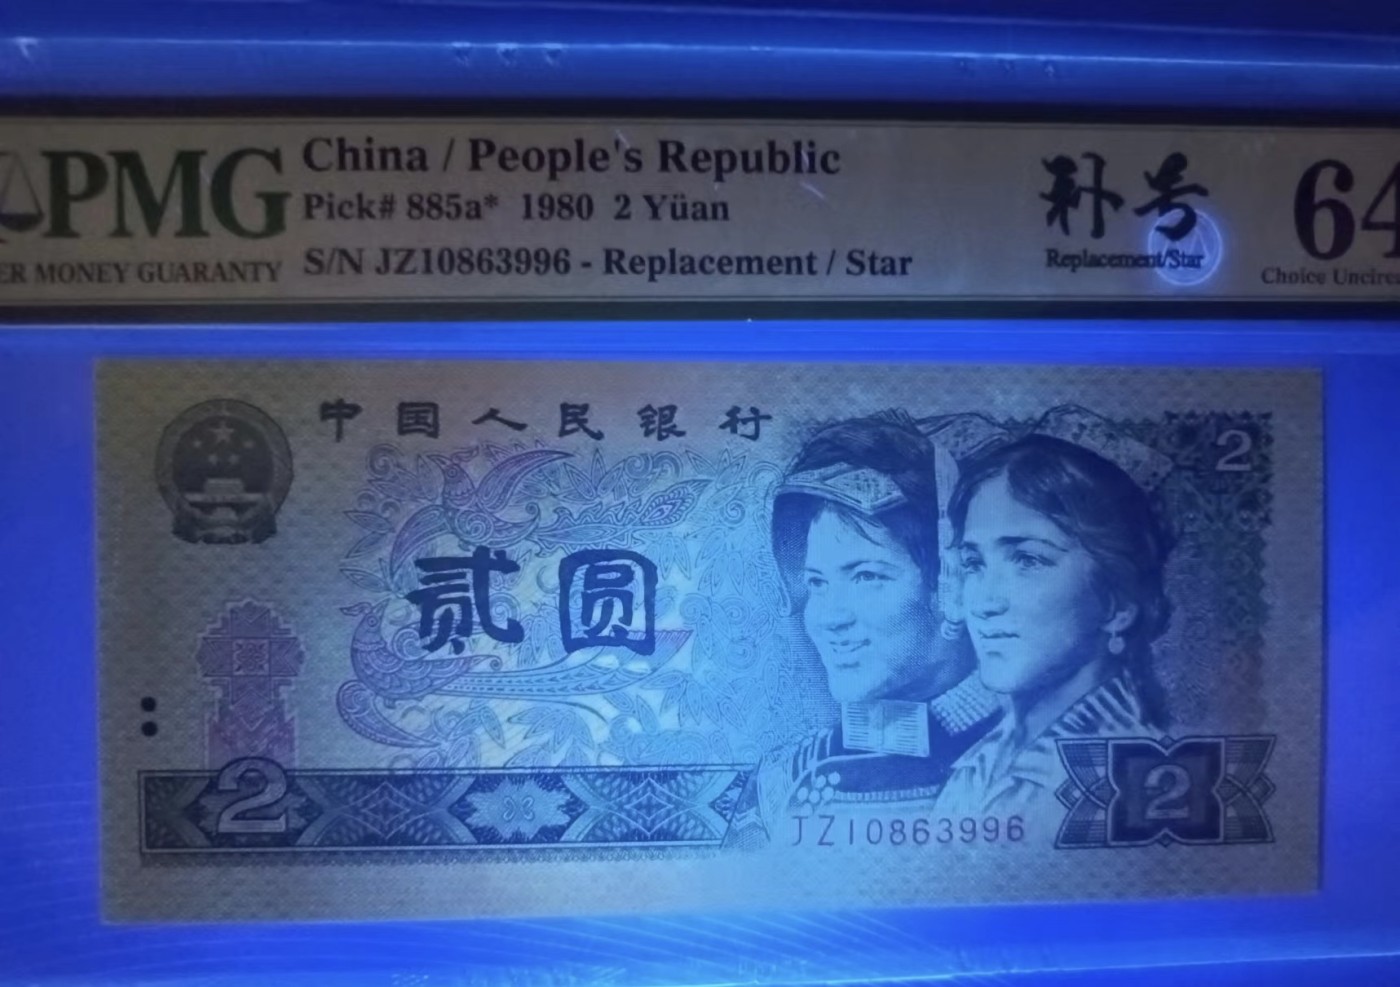 PMG
ER MONEY GUARANTY
China / People's Republic
Pick# 885a* 1980 2 Yüan
S/N JZ10863996 - Replacement / Star
补号
Replacement/Star
64
Choice Uncirc
中国人民银行
2
贰圆
2
JZ10863996
2